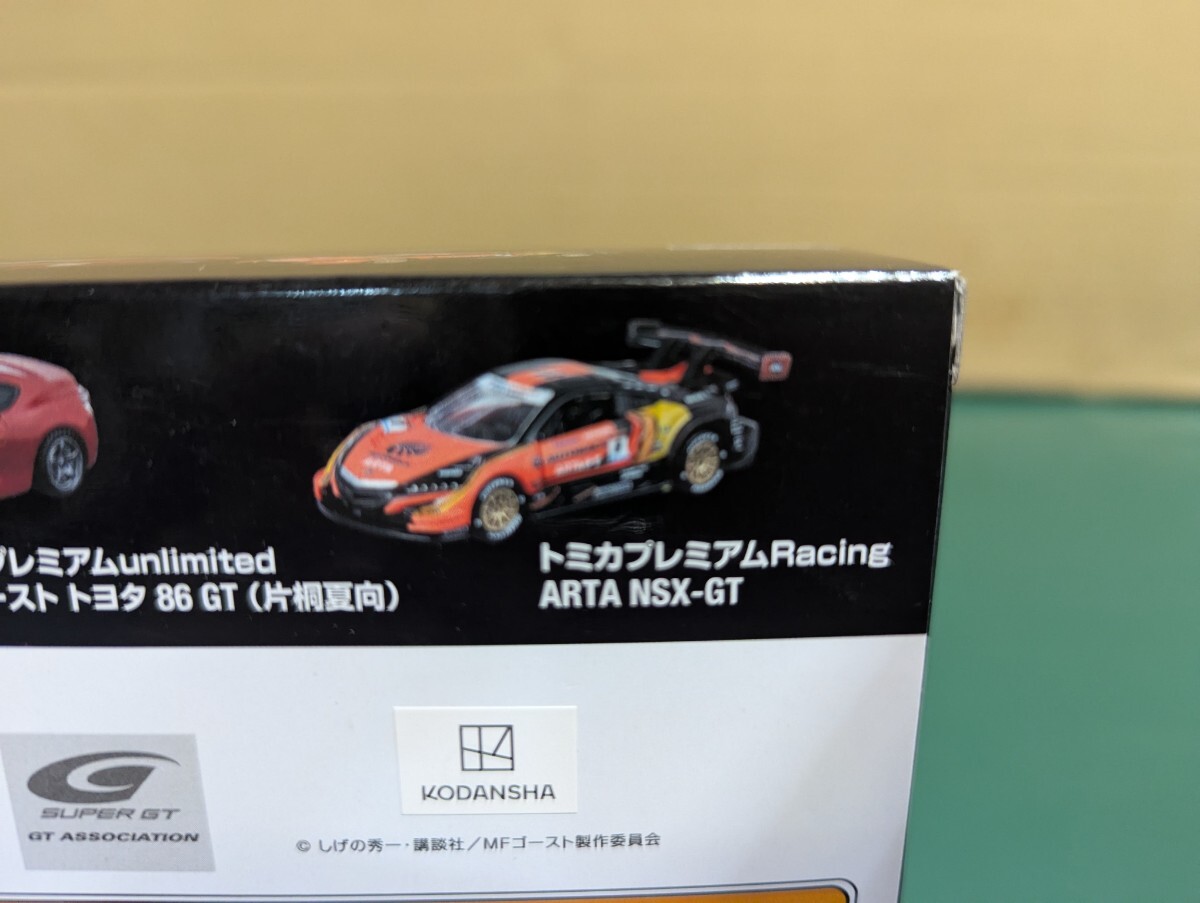 プレミアムunlimited
ースト トヨタ 86 GT（片桐夏向）
トミカプレミアムRacing
ARTA NSX-GT
ARTA
SUPER GT
GT ASSOCIATION
KODANSHA
© しげの秀一・講談社／MFゴースト製作委員会